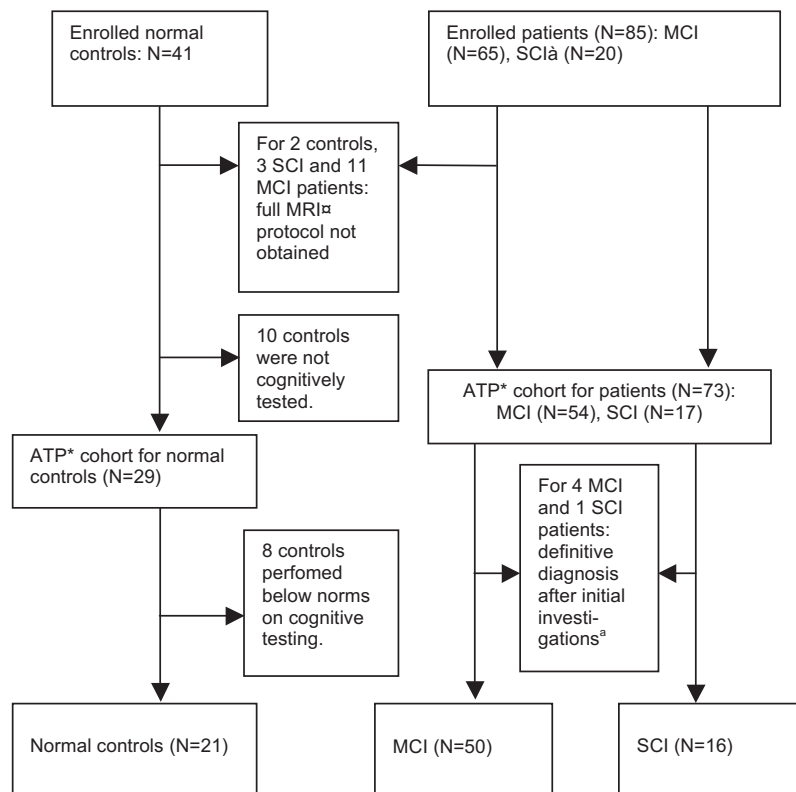 Enrolled normal
controls: N=41
Enrolled patients (N=85): MCI
(N=65), SCIà (N=20)
For 2 controls,
3 SCI and 11
MCI patients:
full MRI¤
protocol not
obtained
10 controls
were not
cognitively
tested.
ATP* cohort for patients (N=73):
MCI (N=54), SCI (N=17)
ATP* cohort for normal
controls (N=29)
For 4 MCI
and 1 SCI
patients:
definitive
diagnosis
after initial
investi-
gationsᵃ
8 controls
perfomed
below norms
on cognitive
testing.
Normal controls (N=21)
MCI (N=50)
SCI (N=16)